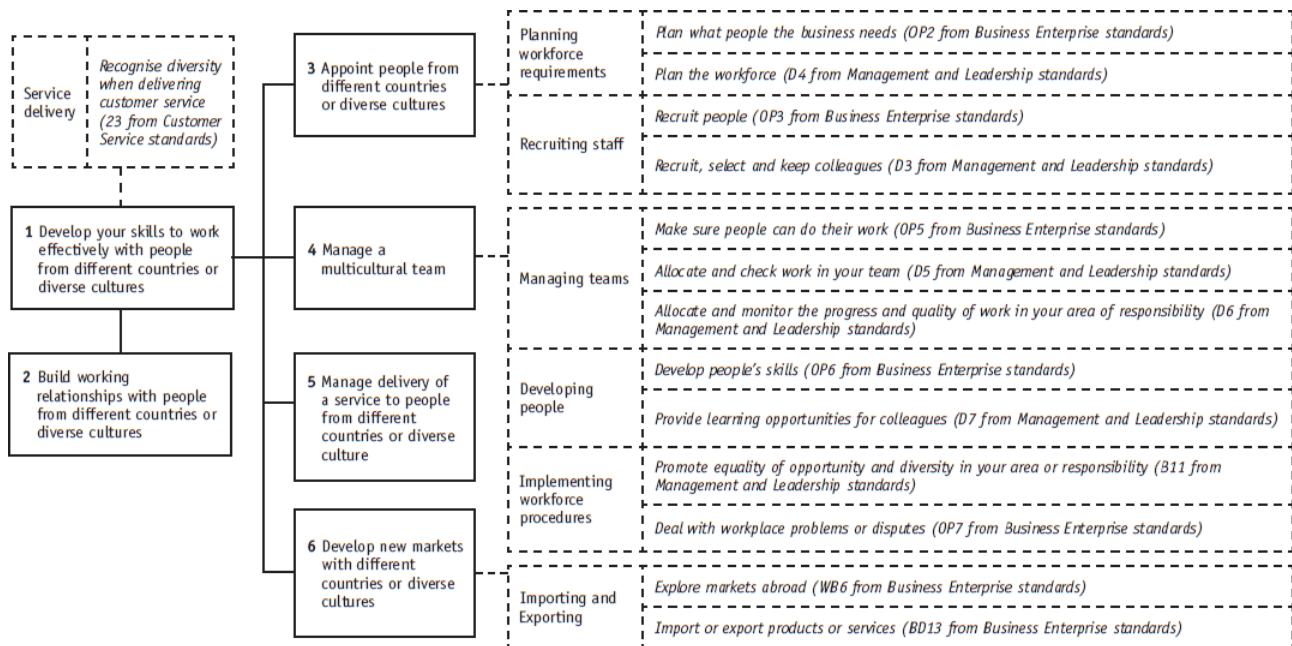 Service
delivery
Recognise diversity
when delivering
customer service
(23 from Customer
Service standards)
1 Develop your skills to work
effectively with people
from different countries or
diverse cultures
2 Build working
relationships with people
from different countries or
diverse cultures
3 Appoint people from
different countries
or diverse cultures
4 Manage a
multicultural team
5 Manage delivery of
a service to people
from different
countries or diverse
culture
6 Develop new markets
with different
countries or diverse
cultures
Planning
workforce
requirements
Plan what people the business needs (OP2 from Business Enterprise standards)
Plan the workforce (D4 from Management and Leadership standards)
Recruiting staff
Recruit people (OP3 from Business Enterprise standards)
Recruit, select and keep colleagues (D3 from Management and Leadership standards)
Managing teams
Make sure people can do their work (OP5 from Business Enterprise standards)
Allocate and check work in your team (D5 from Management and Leadership standards)
Allocate and monitor the progress and quality of work in your area of responsibility (D6 from
Management and Leadership standards)
Developing
people
Develop people's skills (OP6 from Business Enterprise standards)
Provide learning opportunities for colleagues (D7 from Management and Leadership standards)
Implementing
workforce
procedures
Promote equality of opportunity and diversity in your area or responsibility (B11 from
Management and Leadership standards)
Deal with workplace problems or disputes (OP7 from Business Enterprise standards)
Importing and
Exporting
Explore markets abroad (WB6 from Business Enterprise standards)
Import or export products or services (BD13 from Business Enterprise standards)